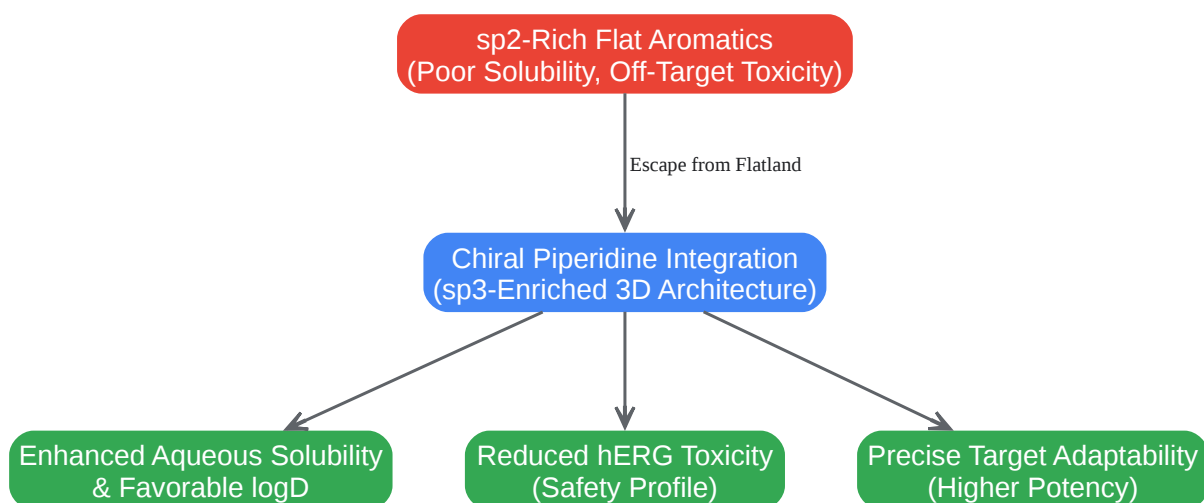 sp2-Rich Flat Aromatics
(Poor Solubility, Off-Target Toxicity)
Escape from Flatland
Chiral Piperidine Integration
(sp3-Enriched 3D Architecture)
Enhanced Aqueous Solubility
& Favorable logD
Reduced hERG Toxicity
(Safety Profile)
Precise Target Adaptability
(Higher Potency)